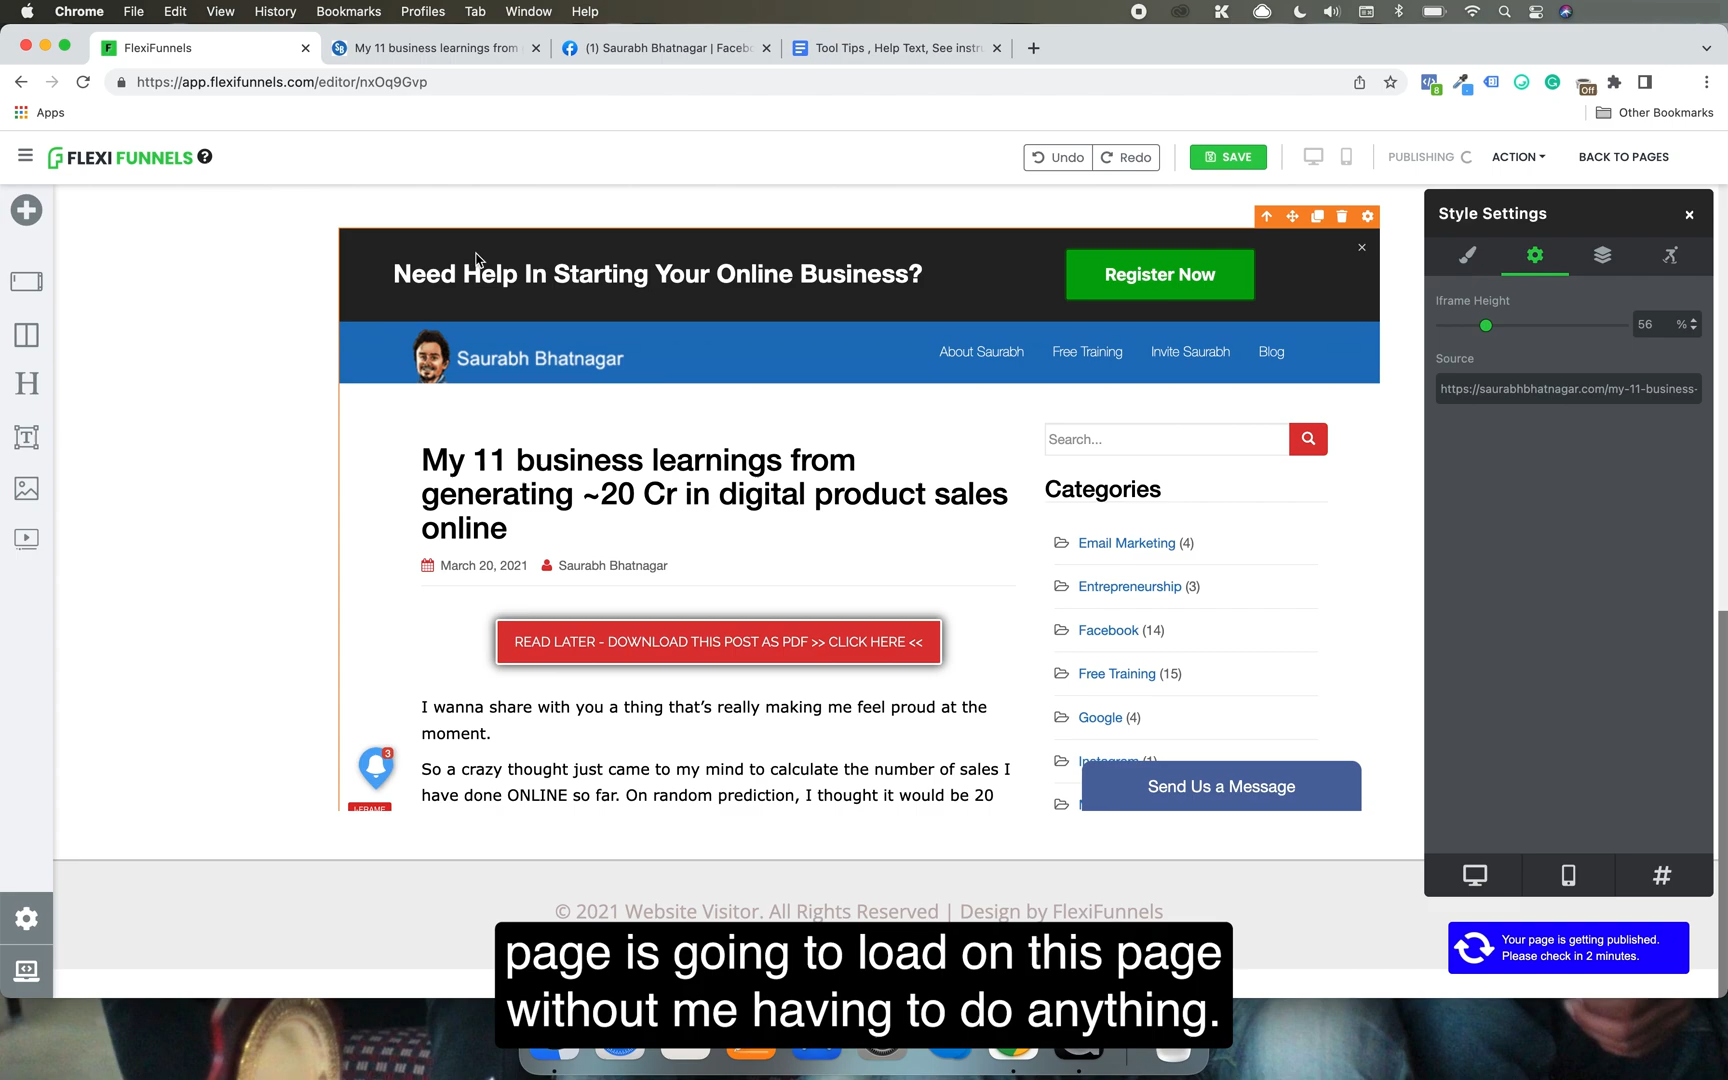 Chrome File Edit View History Bookmarks Profiles Tab Window Help
FlexiFunnels
My 11 business learnings from
(1) Saurabh Bhatnagar | Facebo
Tool Tips , Help Text, See instru
https://app.flexifunnels.com/editor/nxOq9Gvp
8
Off
Apps
Other Bookmarks
FLEXI FUNNELS
Undo
Redo
SAVE
PUBLISHING
ACTION
BACK TO PAGES
Need Help In Starting Your Online Business?
Register Now
Saurabh Bhatnagar
About Saurabh
Free Training
Invite Saurabh
Blog
My 11 business learnings from
generating ~20 Cr in digital product sales
online
March 20, 2021 Saurabh Bhatnagar
READ LATER - DOWNLOAD THIS POST AS PDF >> CLICK HERE <<
I wanna share with you a thing that's really making me feel proud at the
moment.
So a crazy thought just came to my mind to calculate the number of sales I
have done ONLINE so far. On random prediction, I thought it would be 20
3
I-FRAME
Search...
Categories
Email Marketing (4)
Entrepreneurship (3)
Facebook (14)
Free Training (15)
Google (4)
Instagram (1)
Send Us a Message
Style Settings
Iframe Height
56 %
Source
https://saurabhbhatnagar.com/my-11-business-
© 2021 Website Visitor. All Rights Reserved | Design by FlexiFunnels
Your page is getting published.
Please check in 2 minutes.
page is going to load on this page
without me having to do anything.